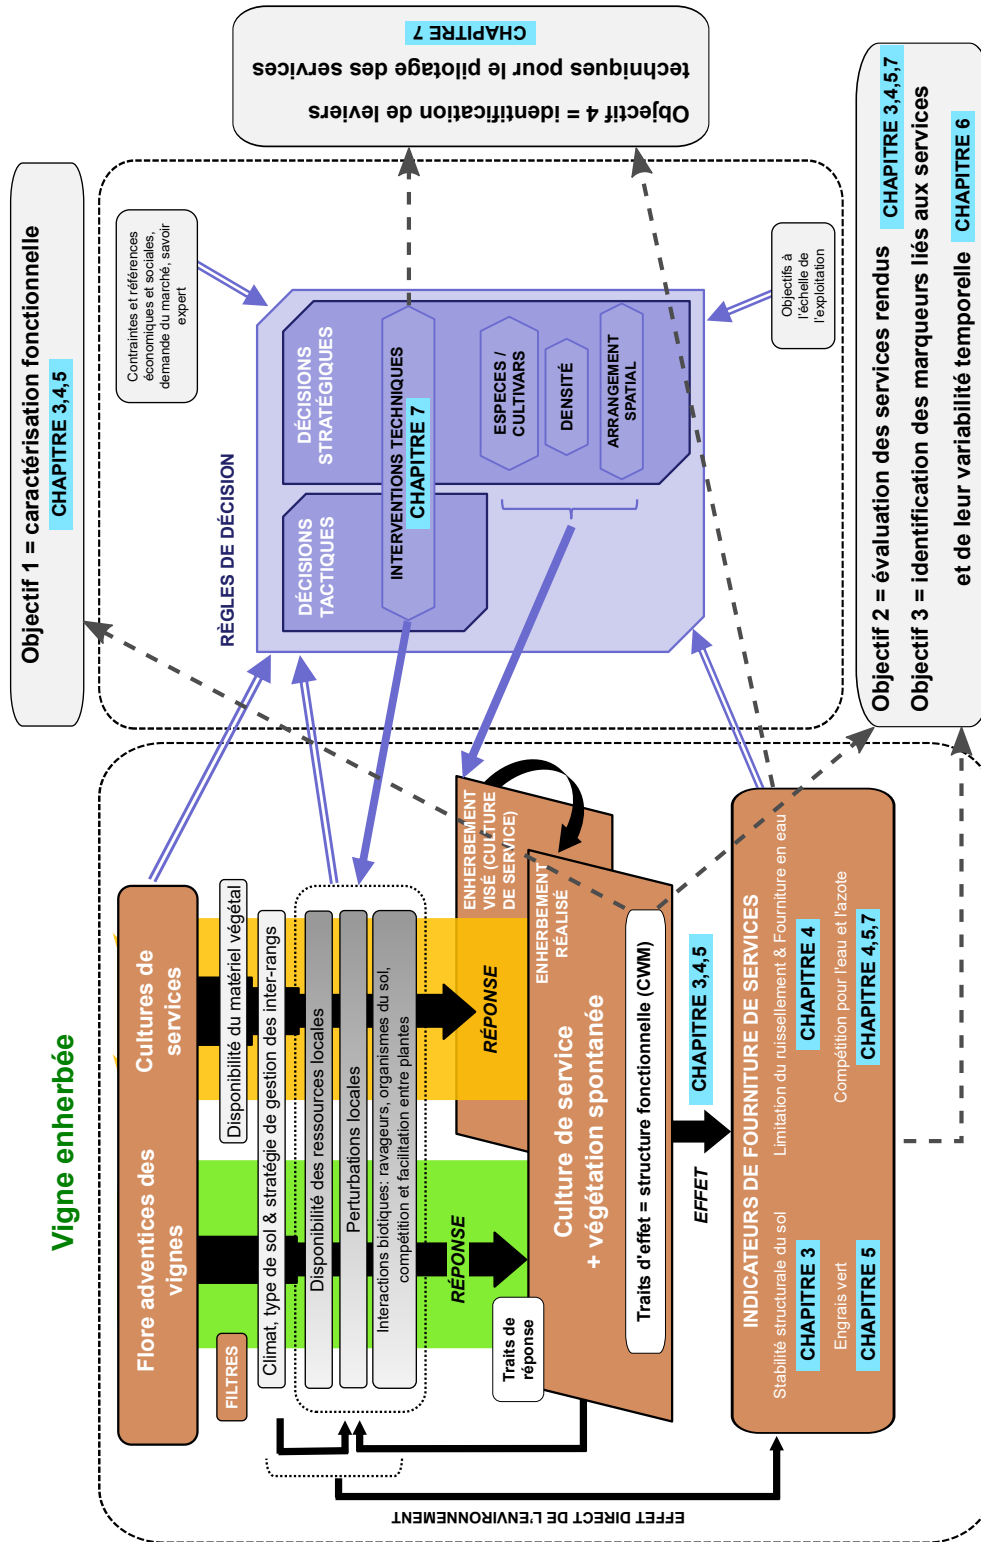 Vigne enherbée
Flore adventices des
vignes
Cultures de
services
FILTRES
Disponibilité du matériel végétal
Climat, type de sol & stratégie de gestion des inter-rangs
Disponibilité des ressources locales
Perturbations locales
Interactions biotiques: ravageurs, organismes du sol,
compétition et facilitation entre plantes
RÉPONSE
RÉPONSE
Traits de
réponse
ENHERBEMENT
VISÉ (CULTURE
DE SERVICE)
ENHERBEMENT
RÉALISÉ
Culture de service
+ végétation spontanée
Traits d'effet = structure fonctionnelle (CWM)
EFFET
CHAPITRE 3,4,5
INDICATEURS DE FOURNITURE DE SERVICES
Stabilité structurale du sol
CHAPITRE 3
Limitation du ruissellement & Fourniture en eau
CHAPITRE 4
Engrais vert
CHAPITRE 5
Compétition pour l'eau et l'azote
CHAPITRE 4,5,7
EFFET DIRECT DE L'ENVIRONNEMENT
Objectif 1 = caractérisation fonctionnelle
CHAPITRE 3,4,5
Contraintes et références
économiques et sociales,
demande du marché, savoir
expert
RÈGLES DE DÉCISION
DÉCISIONS
TACTIQUES
DÉCISIONS
STRATÉGIQUES
INTERVENTIONS TECHNIQUES
CHAPITRE 7
ESPECES /
CULTIVARS
DENSITÉ
ARRANGEMENT
SPATIAL
Objectifs à
l'échelle de
l'exploitation
Objectif 4 = identification de leviers
techniques pour le pilotage des services
CHAPITRE 7
Objectif 2 = évaluation des services rendus CHAPITRE 3,4,5,7
Objectif 3 = identification des marqueurs liés aux services
et de leur variabilité temporelle CHAPITRE 6